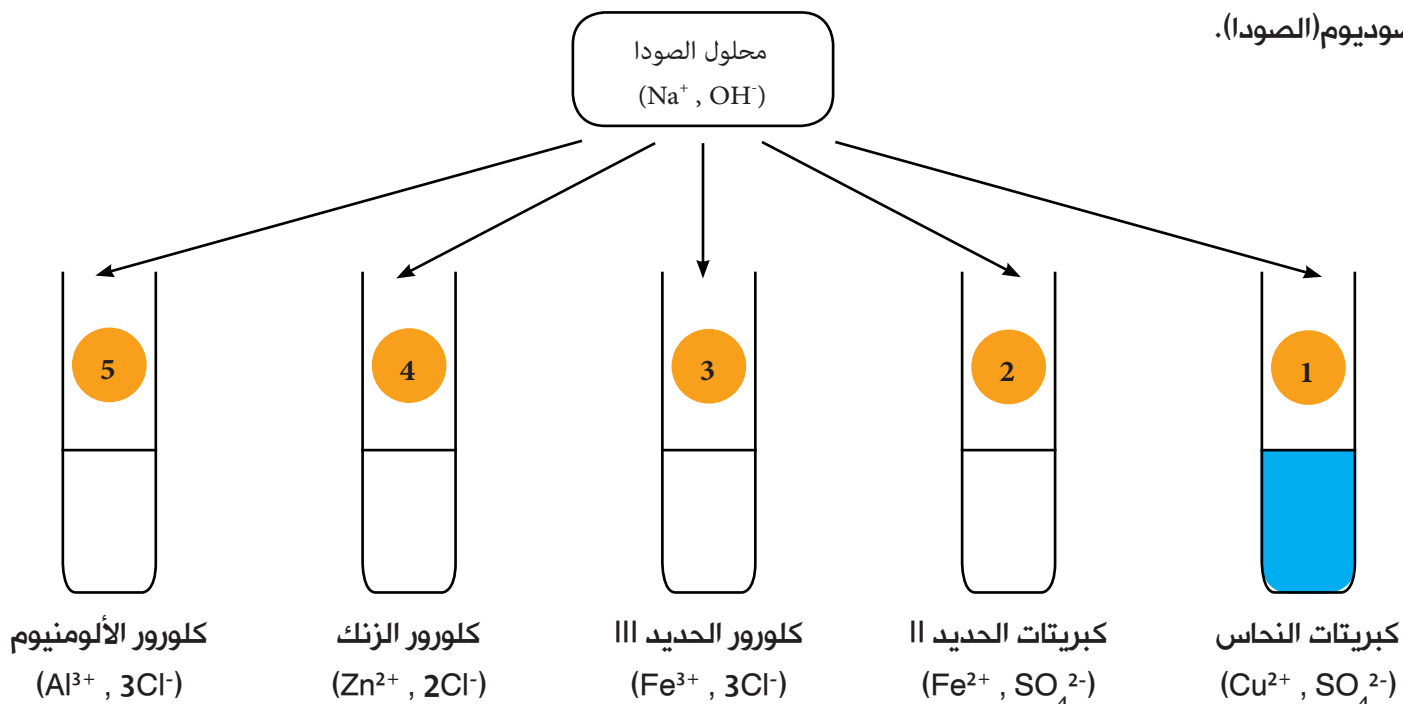 صوديوم(الصودا).
محلول الصودا
(Na⁺ , OH⁻)
1
2
3
4
5
كبريتات النحاس
(Cu²⁺ , SO₄²⁻)
كبريتات الحديد II
(Fe²⁺ , SO₄²⁻)
كلورور الحديد III
(Fe³⁺ , 3Cl⁻)
كلورور الزنك
(Zn²⁺ , 2Cl⁻)
كلورور الألومنيوم
(Al³⁺ , 3Cl⁻)